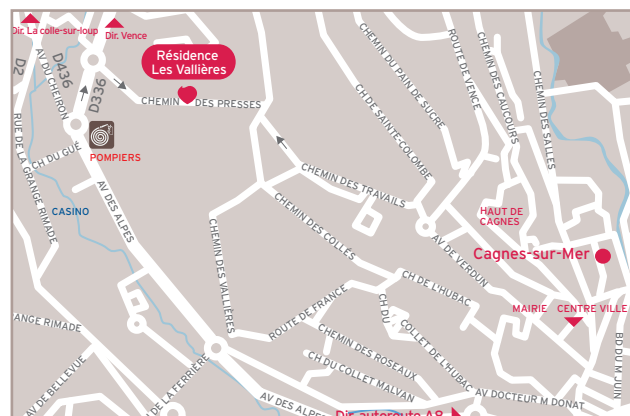 Dir. La colle-sur-loup
Dir. Vence
Résidence
Les Vallières
CHEMIN DES PRESSES
D2
D436
D336
AV DU CHEIRON
POMPIERS
CH DU GUÉ
RUE DE LA GRANGE RIMADE
CASINO
AV DES ALPES
CHEMIN DES VALLIÈRES
CHEMIN DU PAIN DE SUCRE
CH DE SAINTE-COLOMBE
ROUTE DE VENCE
CHEMIN DES CAUCOURS
CHEMIN DES SALLES
CHEMIN DES TRAVAILS
CHEMIN DES COLLÉS
HAUT DE
CAGNES
Cagnes-sur-Mer
AV DE VERDUN
CH DE L'HUBAC
MAIRIE CENTRE VILLE
ROUTE DE FRANCE
CH DU
COLLET DE L'HUBAC
CHEMIN DES ROSEAUX
CH DU COLLET MALVAN
ANGE RIMADE
AV DE BELLEVUE
DE LA FERRIÈRE
AV DES ALPES
AV DOCTEUR M DONAT
BD DU M JUIN
Dir. autoroute A8